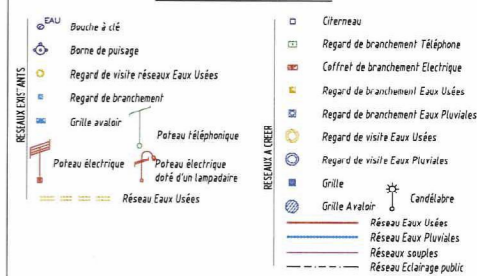 RESEAUX EXISTANTS
EAU
Bouche à clé
Borne de puisage
Regard de visite réseaux Eaux Usées
Regard de branchement
Grille avaloir
Poteau téléphonique
Poteau électrique
Poteau électrique
doté d'un lampadaire
Réseau Eaux Usées
RESEAUX A CREER
Citerneau
Regard de branchement Téléphone
Coffret de branchement Electrique
Regard de branchement Eaux Usées
Regard de branchement Eaux Pluviales
Regard de visite Eaux Usées
Regard de visite Eaux Pluviales
Grille
Candélabre
Grille Avaloir
Réseau Eaux Usées
Réseau Eaux Pluviales
Réseaux souples
Réseau Eclairage public